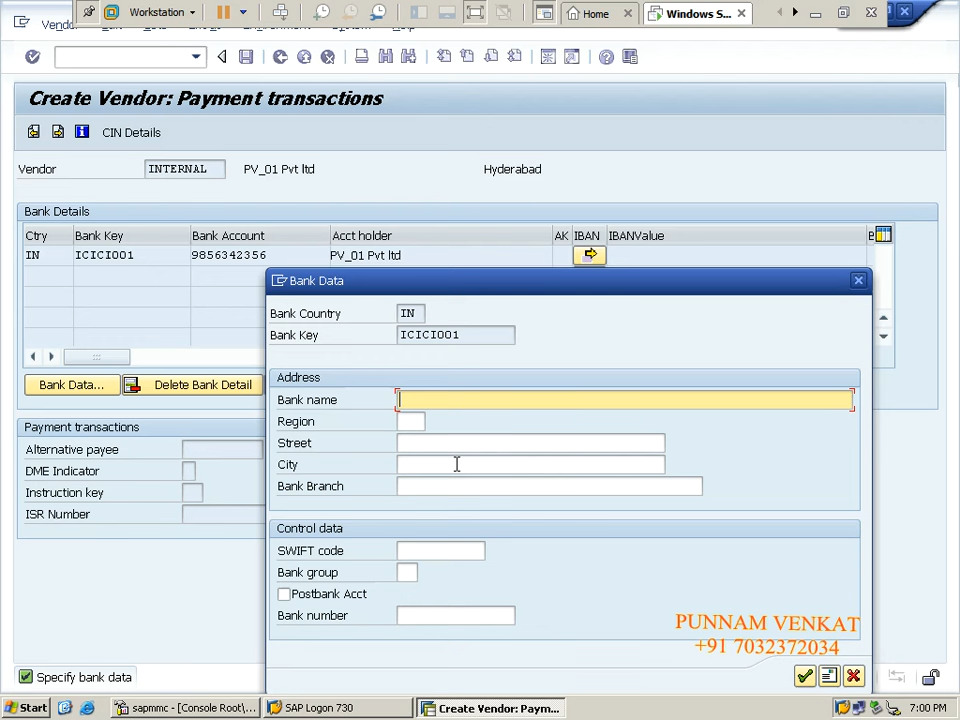 Workstation
Home
Windows S...
Create Vendor: Payment transactions
CIN Details
Vendor INTERNAL PV_01 Pvt ltd Hyderabad
Bank Details
Ctry Bank Key Bank Account Acct holder AK IBAN IBANValue
IN ICICI001 9856342356 PV_01 Pvt ltd
Bank Data... Delete Bank Detail
Payment transactions
Alternative payee
DME Indicator
Instruction key
ISR Number
Bank Data
Bank Country IN
Bank Key ICICI001
Address
Bank name
Region
Street
City
Bank Branch
Control data
SWIFT code
Bank group
Postbank Acct
Bank number
PUNNAM VENKAT
+91 7032372034
Specify bank data
Start
sapmmc - [Console Root\...
SAP Logon 730
Create Vendor: Paym...
7:00 PM